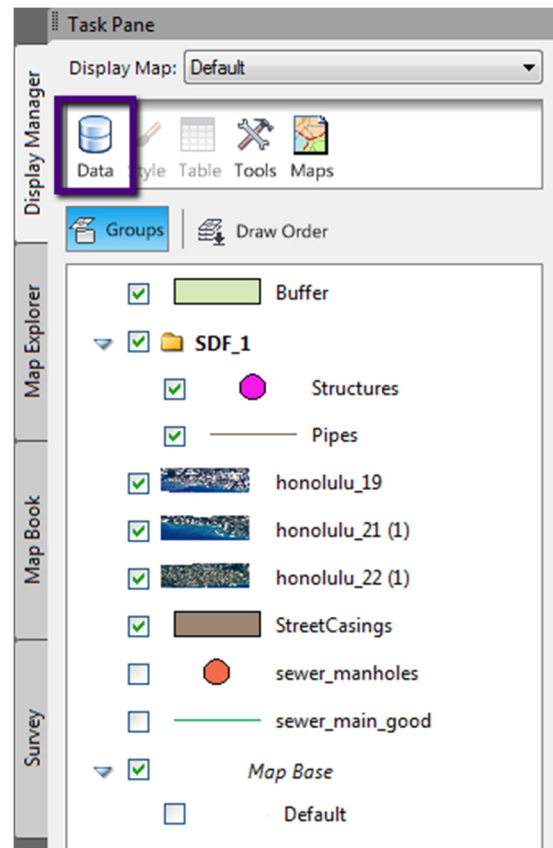 Task Pane
Display Map: Default
Data Style Table Tools Maps
Groups Draw Order
Buffer
SDF_1
Structures
Pipes
honolulu_19
honolulu_21 (1)
honolulu_22 (1)
StreetCasings
sewer_manholes
sewer_main_good
Map Base
Default
Display Manager
Map Explorer
Map Book
Survey